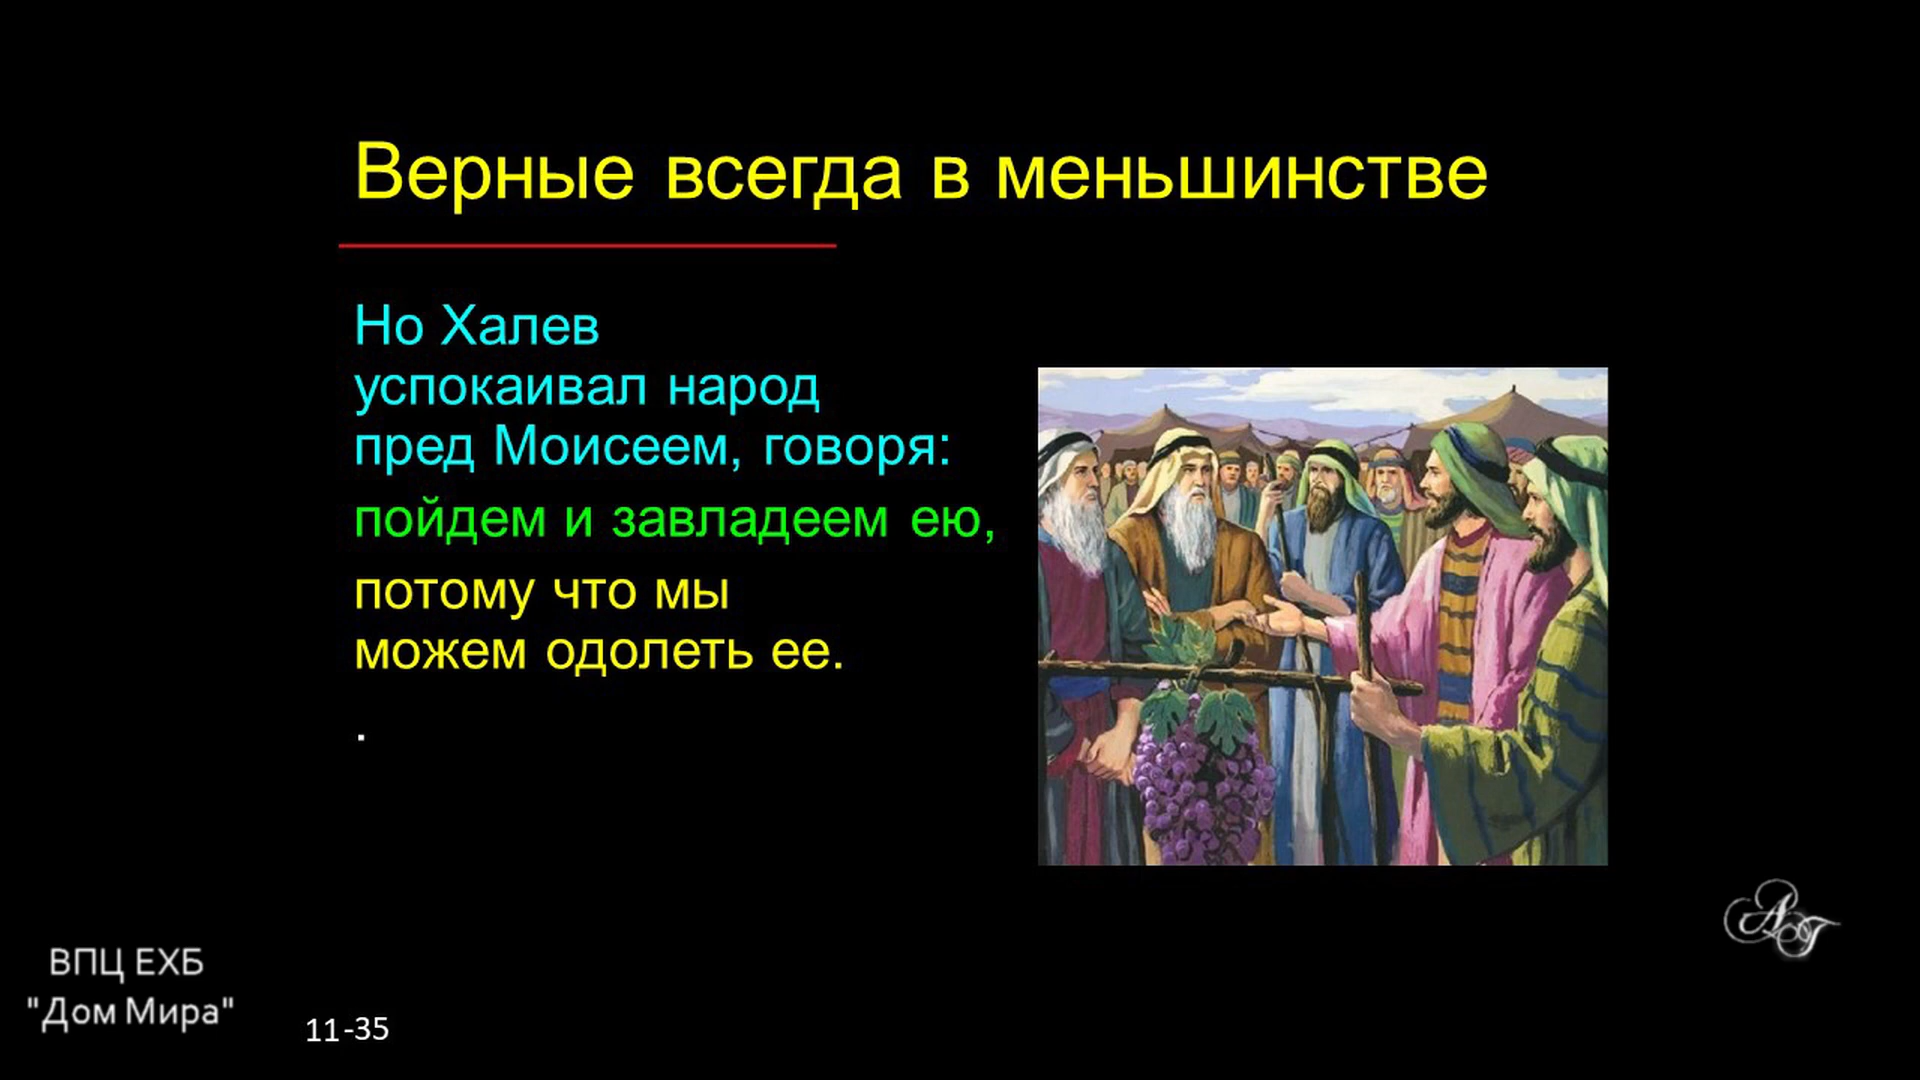 Верные всегда в меньшинстве
Но Халев
успокаивал народ
пред Моисеем, говоря:
пойдем и завладеем ею,
потому что мы
можем одолеть ее.
.
АГ
ВПЦ ЕХБ
"Дом Мира"
11-35